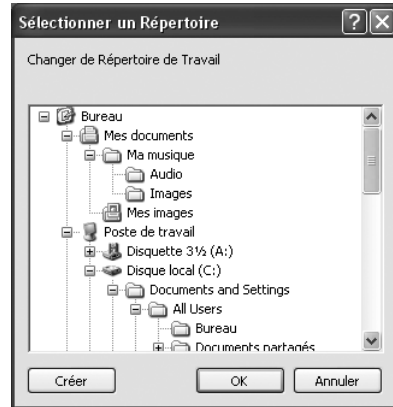 Sélectionner un Répertoire
Changer de Répertoire de Travail
Bureau
Mes documents
Ma musique
Audio
Images
Mes images
Poste de travail
Disquette 3½ (A:)
Disque local (C:)
Documents and Settings
All Users
Bureau
Documents partagés
Créer OK Annuler